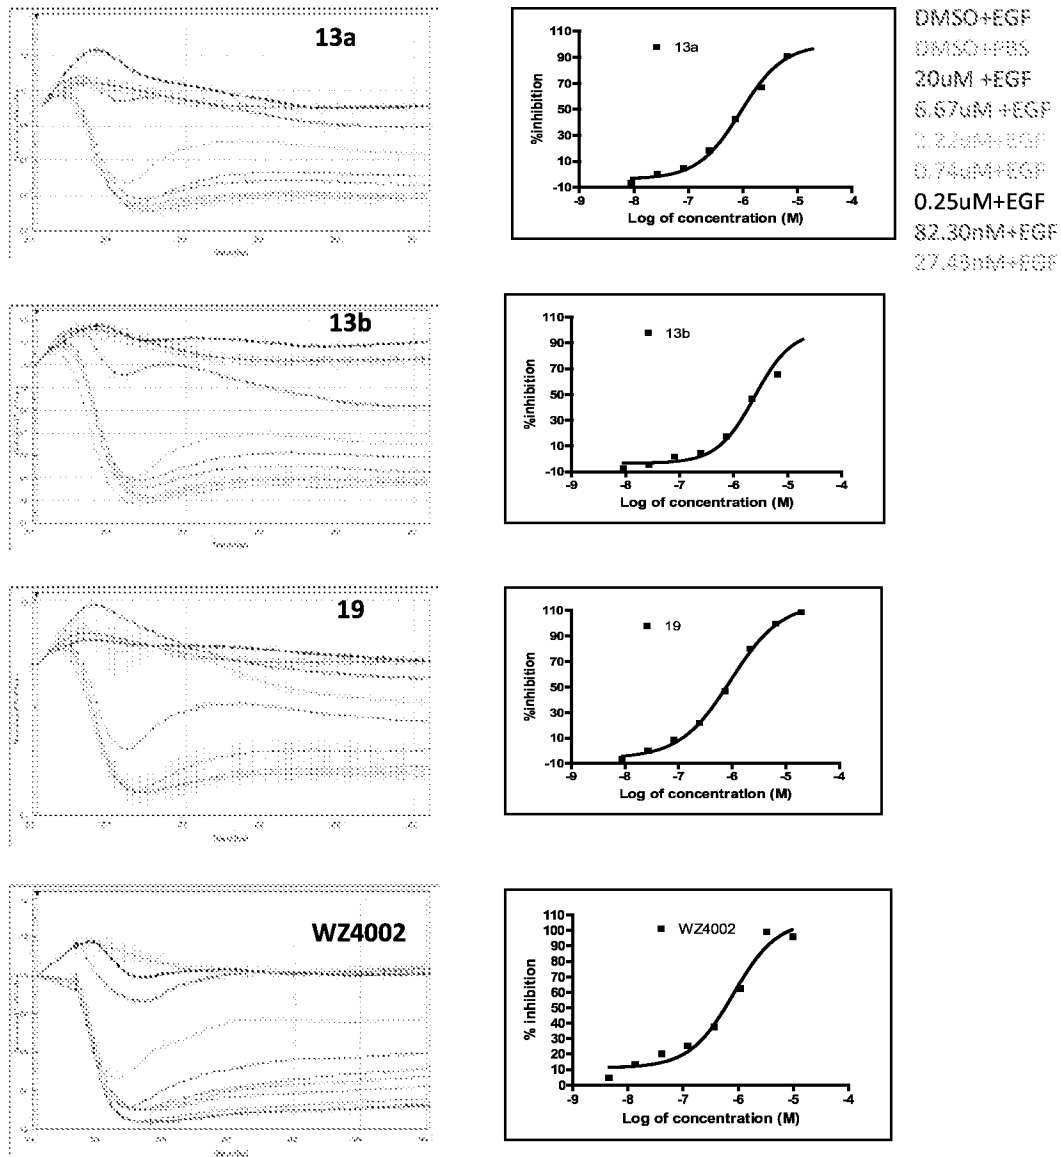 13a
110
90
70
50
30
10
-10
%inhibition
13a
-9 -8 -7 -6 -5 -4
Log of concentration (M)
DMSO+EGF
DMSO+PBS
20uM +EGF
6.67uM +EGF
2.22uM+EGF
0.74uM+EGF
0.25uM+EGF
82.30nM+EGF
27.43nM+EGF
13b
110
90
70
50
30
10
-10
%inhibition
13b
-9 -8 -7 -6 -5 -4
Log of concentration (M)
19
110
90
70
50
30
10
-10
%inhibition
19
-9 -8 -7 -6 -5 -4
Log of concentration (M)
WZ4002
110
100
90
80
70
60
50
40
30
20
10
0
% inhibition
WZ4002
-9 -8 -7 -6 -5 -4
Log of concentration (M)